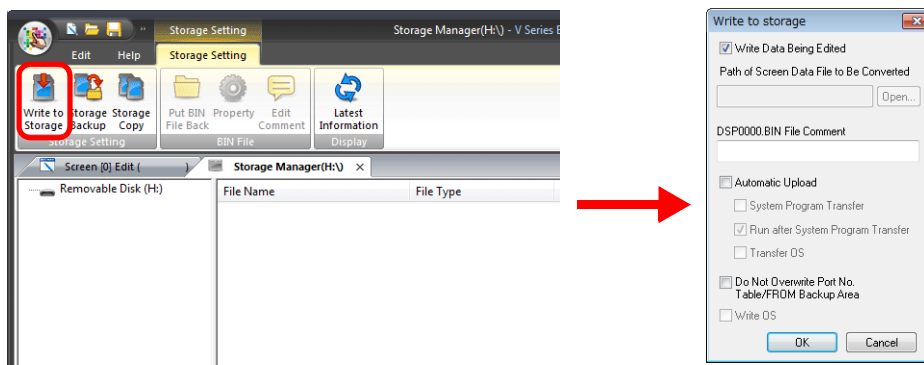 Storage Setting
Storage Manager(H:\) - V Series E
Edit Help Storage Setting
Write to Storage
Storage Backup
Storage Copy
Put BIN File Back
Property
Edit Comment
Latest Information
Storage Setting
BIN File
Display
Screen [0] Edit ( )
Storage Manager(H:\)
Removable Disk (H:)
File Name
File Type
Write to storage
Write Data Being Edited
Path of Screen Data File to Be Converted
Open...
DSP0000.BIN File Comment
Automatic Upload
System Program Transfer
Run after System Program Transfer
Transfer OS
Do Not Overwrite Port No.
Table/FROM Backup Area
Write OS
OK
Cancel